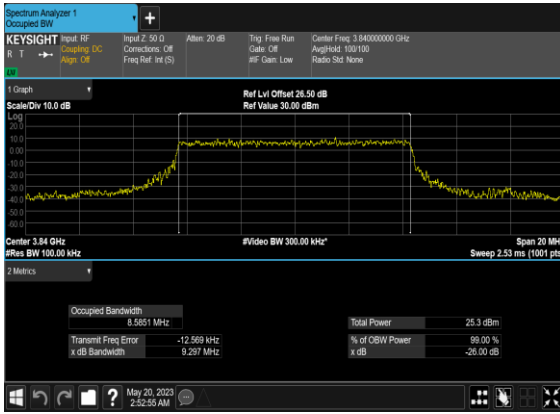 Spectrum Analyzer 1
Occupied BW
KEYSIGHT
R T
LXI
Input: RF
Coupling: DC
Align: Off
Input Z: 50 Ω
Corrections: Off
Freq Ref: Int (S)
Atten: 20 dB
Trig: Free Run
Gate: Off
#IF Gain: Low
Center Freq: 3.840000000 GHz
Avg|Hold: 100/100
Radio Std: None
1 Graph
Scale/Div 10.0 dB
Ref Lvl Offset 26.50 dB
Ref Value 30.00 dBm
Log
20.0
10.0
0.00
-10.0
-20.0
-30.0
-40.0
-50.0
-60.0
Center 3.84 GHz
#Res BW 100.00 kHz
#Video BW 300.00 kHz*
Span 20 MH
Sweep 2.53 ms (1001 pts
2 Metrics
Occupied Bandwidth
8.5851 MHz
Transmit Freq Error -12.569 kHz
x dB Bandwidth 9.297 MHz
Total Power 25.3 dBm
% of OBW Power 99.00 %
x dB -26.00 dB
?
May 20, 2023
2:52:55 AM